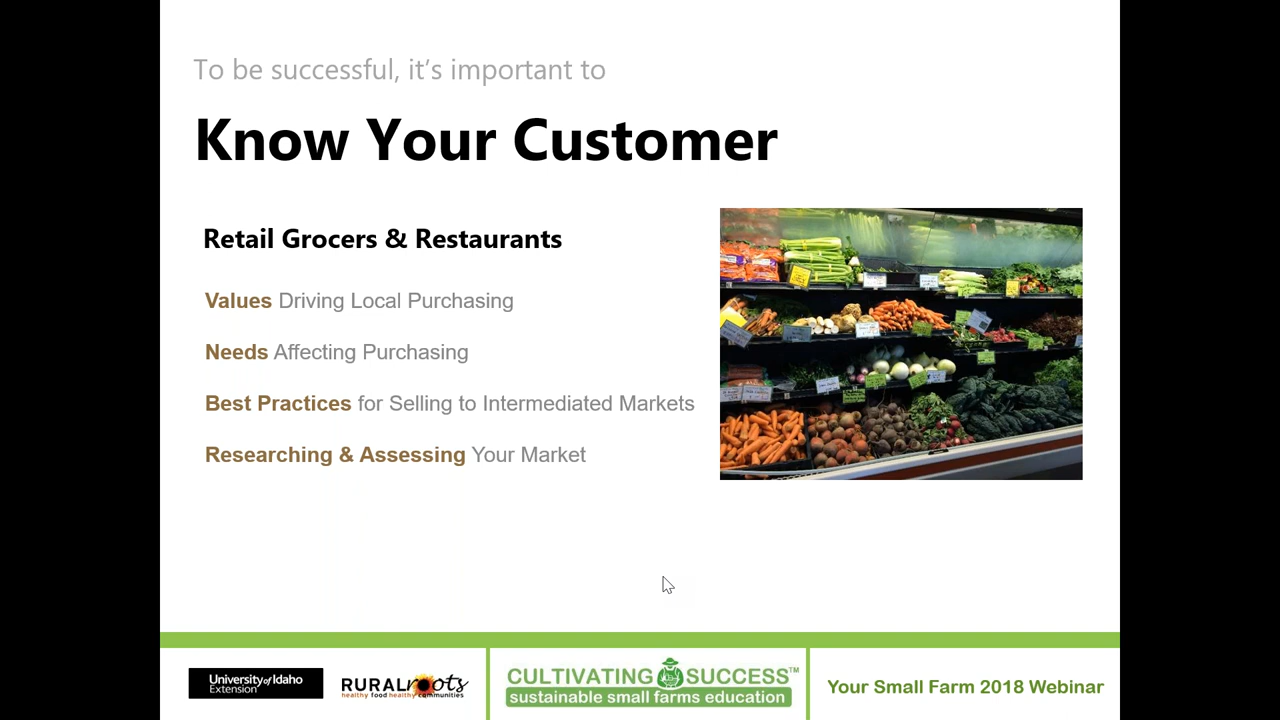 To be successful, it's important to
Know Your Customer
Retail Grocers & Restaurants
Values Driving Local Purchasing
Needs Affecting Purchasing
Best Practices for Selling to Intermediated Markets
Researching & Assessing Your Market
University of Idaho
Extension
RURALroots
healthy food healthy communities
CULTIVATING SUCCESS™
sustainable small farms education
Your Small Farm 2018 Webinar